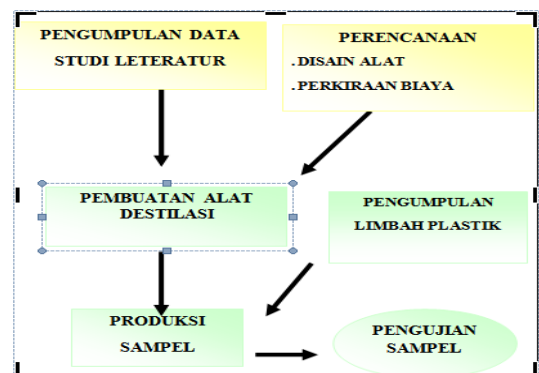 PENGUMPULAN DATA
STUDI LETERATUR
PERENCANAAN
.DISAIN ALAT
.PERKIRAAN BIAYA
PEMBUATAN ALAT
DESTILASI
PENGUMPULAN
LIMBAH PLASTIK
PRODUKSI
SAMPEL
PENGUJIAN
SAMPEL